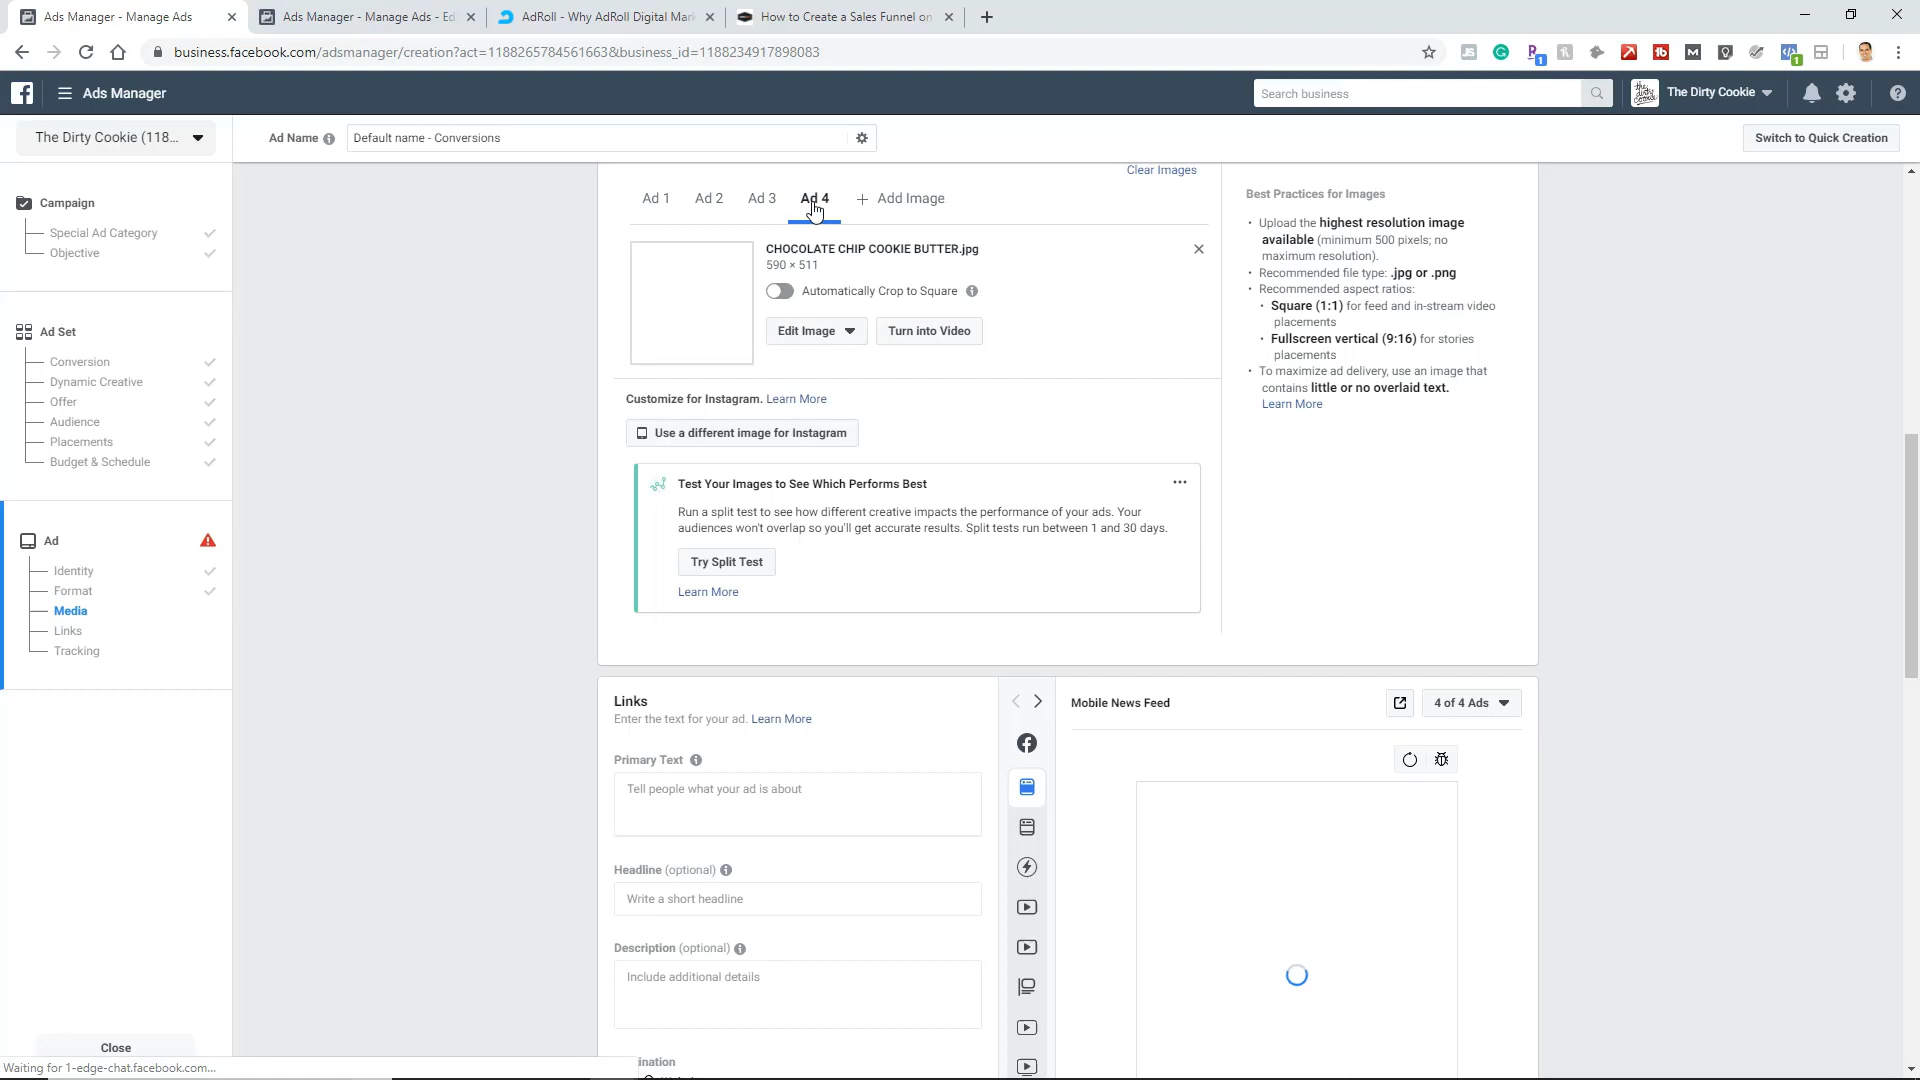 Ads Manager - Manage Ads
Ads Manager - Manage Ads - Ed
AdRoll - Why AdRoll Digital Mar
How to Create a Sales Funnel on
business.facebook.com/adsmanager/creation?act=1188265784561663&business_id=1188234917898083
Ads Manager
Search business
The Dirty Cookie
The Dirty Cookie (118...
Ad Name
Default name - Conversions
Switch to Quick Creation
Campaign
Special Ad Category
Objective
Ad Set
Conversion
Dynamic Creative
Offer
Audience
Placements
Budget & Schedule
Ad
Identity
Format
Media
Links
Tracking
Close
Waiting for 1-edge-chat.facebook.com...
Clear Images
Ad 1
Ad 2
Ad 3
Ad 4
+ Add Image
CHOCOLATE CHIP COOKIE BUTTER.jpg
590 × 511
Automatically Crop to Square
Edit Image
Turn into Video
Customize for Instagram. Learn More
Use a different image for Instagram
Test Your Images to See Which Performs Best
Run a split test to see how different creative impacts the performance of your ads. Your
audiences won't overlap so you'll get accurate results. Split tests run between 1 and 30 days.
Try Split Test
Learn More
Best Practices for Images
• Upload the highest resolution image
available (minimum 500 pixels; no
maximum resolution).
• Recommended file type: .jpg or .png
• Recommended aspect ratios:
• Square (1:1) for feed and in-stream video
placements
• Fullscreen vertical (9:16) for stories
placements
• To maximize ad delivery, use an image that
contains little or no overlaid text.
Learn More
Links
Enter the text for your ad. Learn More
Primary Text
Tell people what your ad is about
Headline (optional)
Write a short headline
Description (optional)
Include additional details
ination
Mobile News Feed
4 of 4 Ads